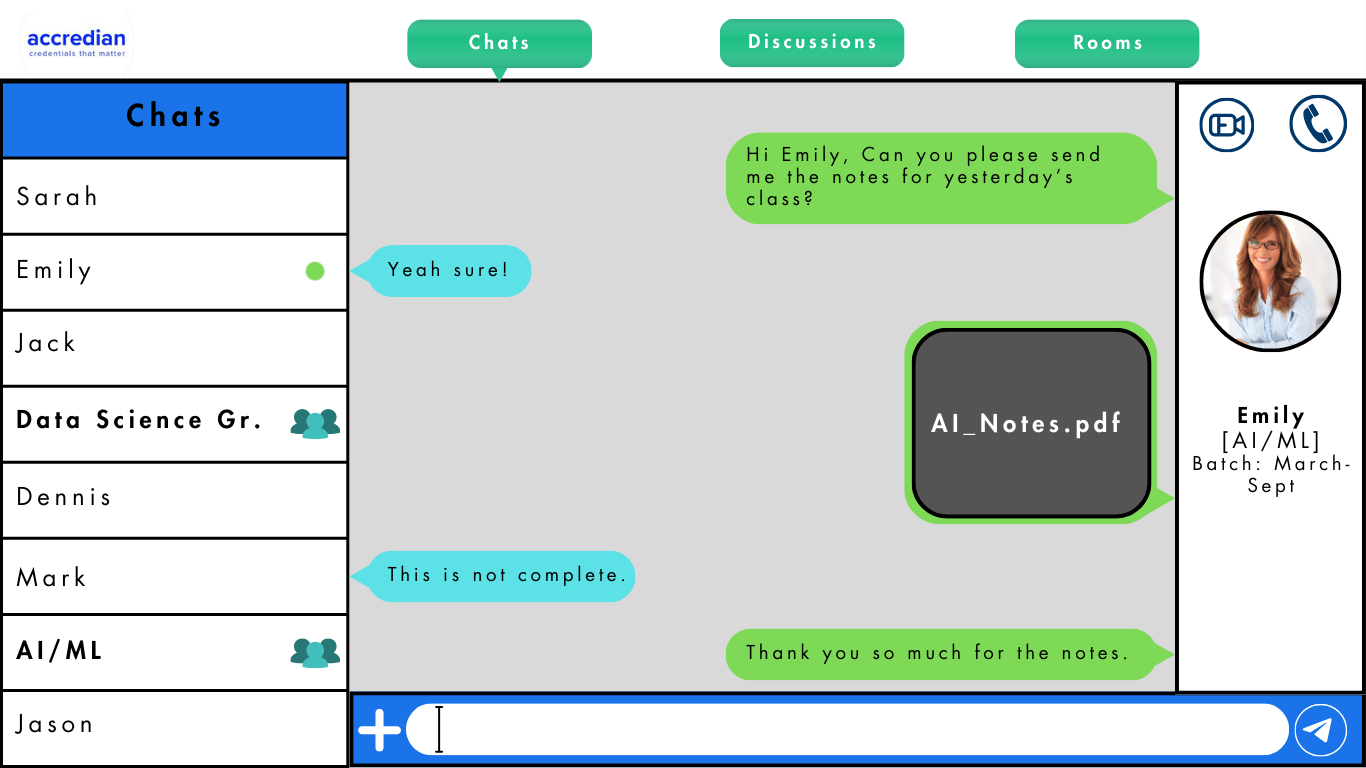 accredian
credentials that matter
Chats
Discussions
Rooms
Chats
Sarah
Emily
Jack
Data Science Gr.
Dennis
Mark
AI/ML
Jason
Hi Emily, Can you please send
me the notes for yesterday's
class?
Yeah sure!
AI_Notes.pdf
This is not complete.
Thank you so much for the notes.
Emily
[AI/ML]
Batch: March-
Sept